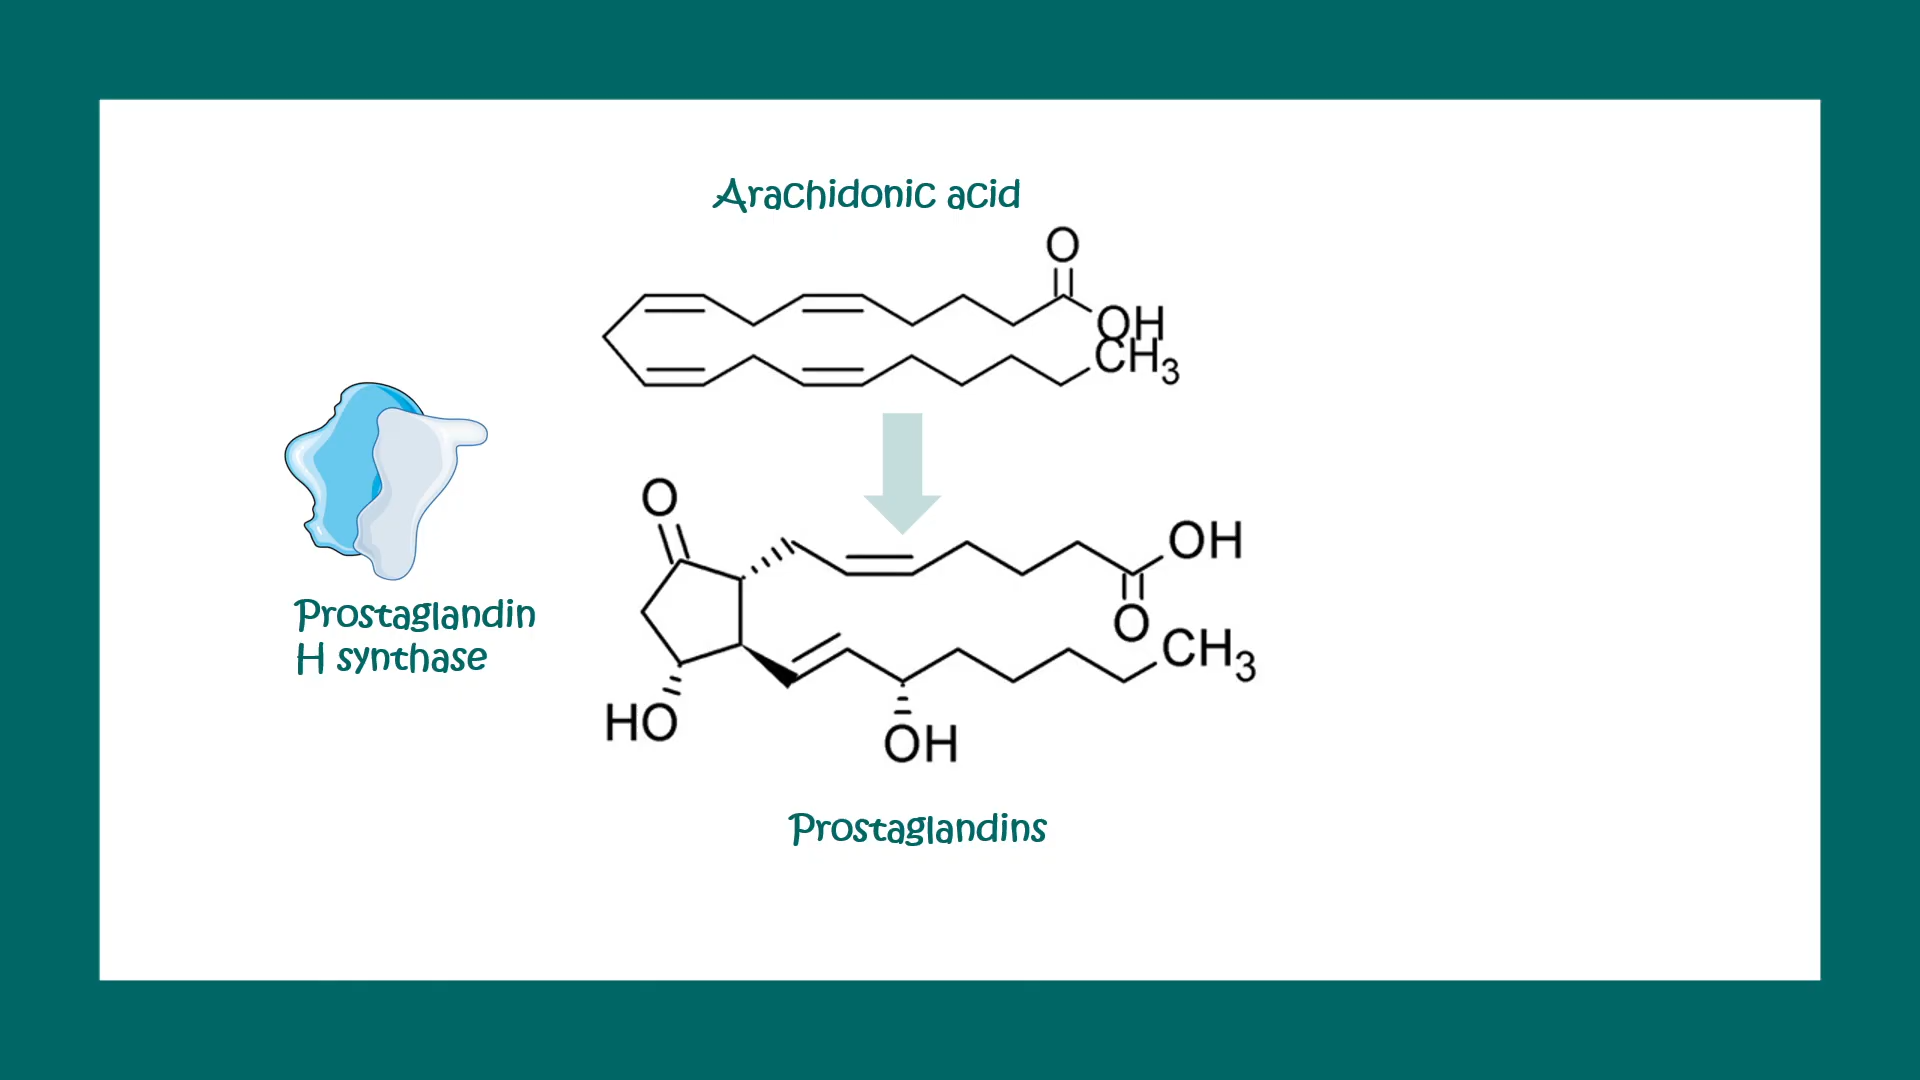 Arachidonic acid
O
OH
CH3
O
OH
O
CH3
HO
OH
Prostaglandin
H synthase
Prostaglandins